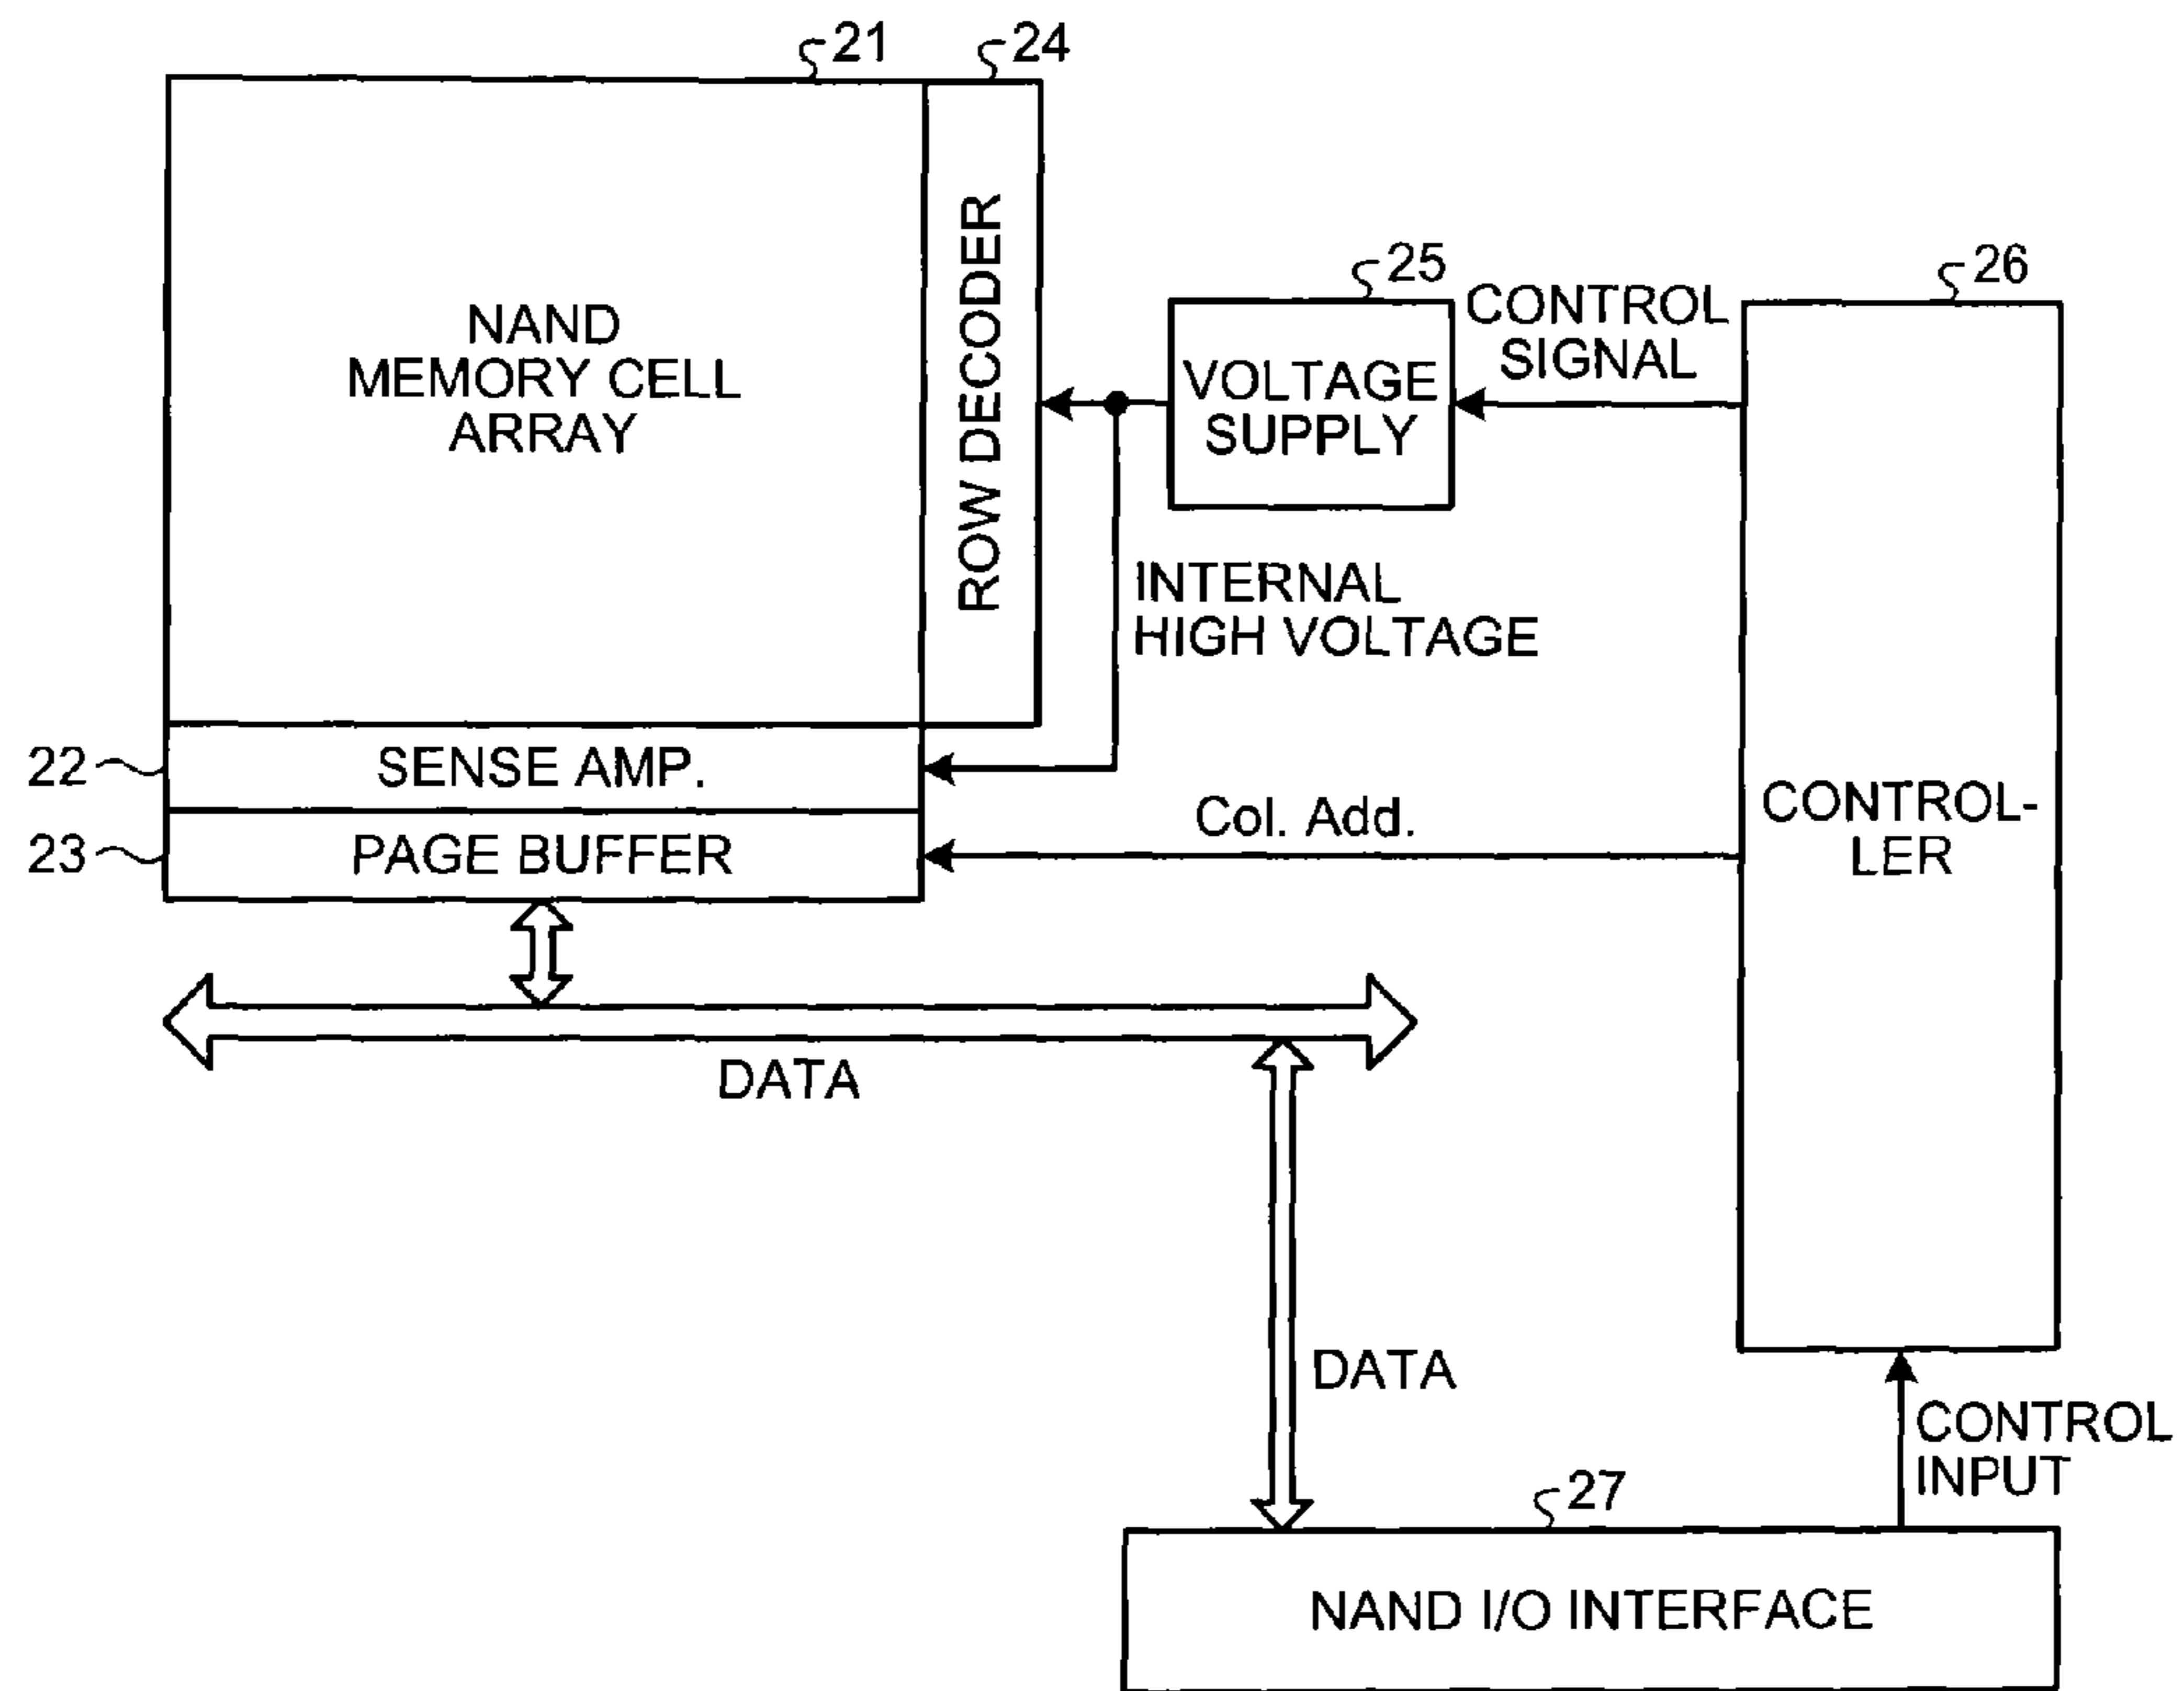 21
24
NAND
MEMORY CELL
ARRAY
ROW DECODER
25
VOLTAGE
SUPPLY
CONTROL
SIGNAL
26
CONTROL-
LER
INTERNAL
HIGH VOLTAGE
22
SENSE AMP.
23
PAGE BUFFER
Col. Add.
DATA
DATA
CONTROL
INPUT
27
NAND I/O INTERFACE